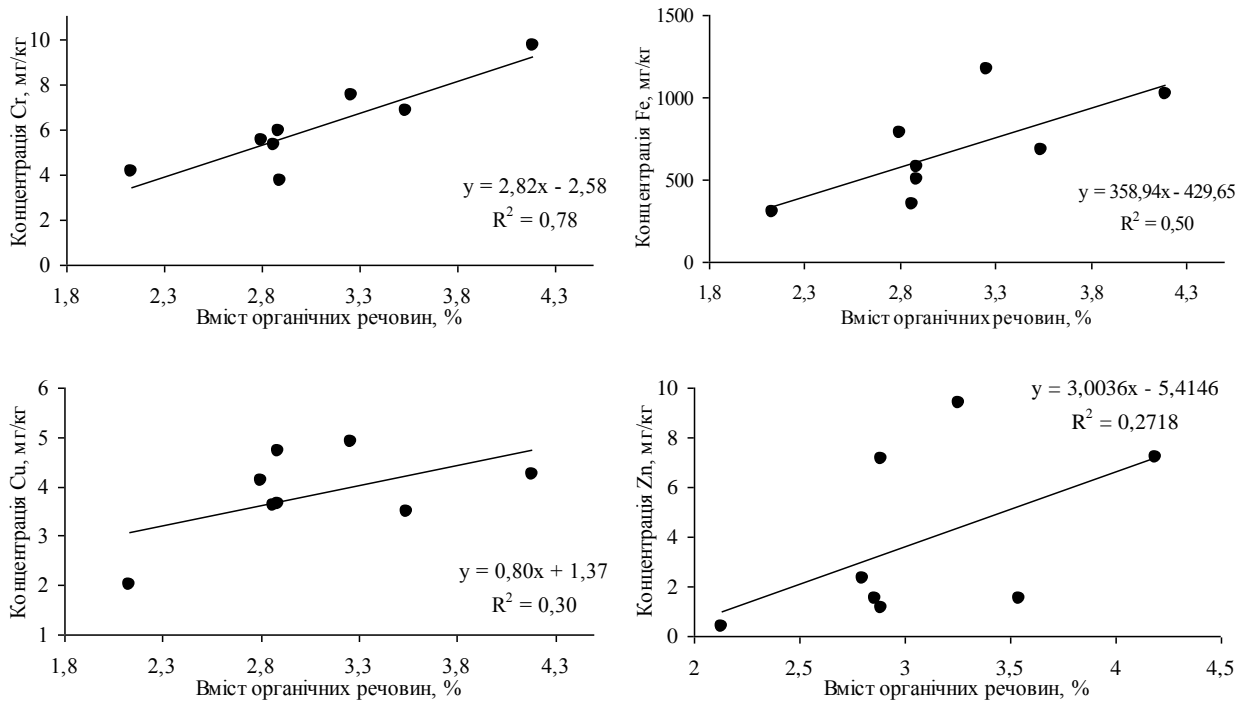 Концентрація Cr, мг/кг
10
8
6
4
2
0
1,8
2,3
2,8
3,3
3,8
4,3
Вміст органічних речовин, %
y = 2,82x - 2,58
R² = 0,78
Концентрація Fe, мг/кг
1500
1000
500
0
1,8
2,3
2,8
3,3
3,8
4,3
Вміст органічних речовин, %
y = 358,94x - 429,65
R² = 0,50
Концентрація Cu, мг/кг
6
5
4
3
2
1
1,8
2,3
2,8
3,3
3,8
4,3
Вміст органічних речовин, %
y = 0,80x + 1,37
R² = 0,30
Концентрація Zn, мг/кг
10
8
6
4
2
0
2
2,5
3
3,5
4
4,5
Вміст органічних речовин, %
y = 3,0036x - 5,4146
R² = 0,2718